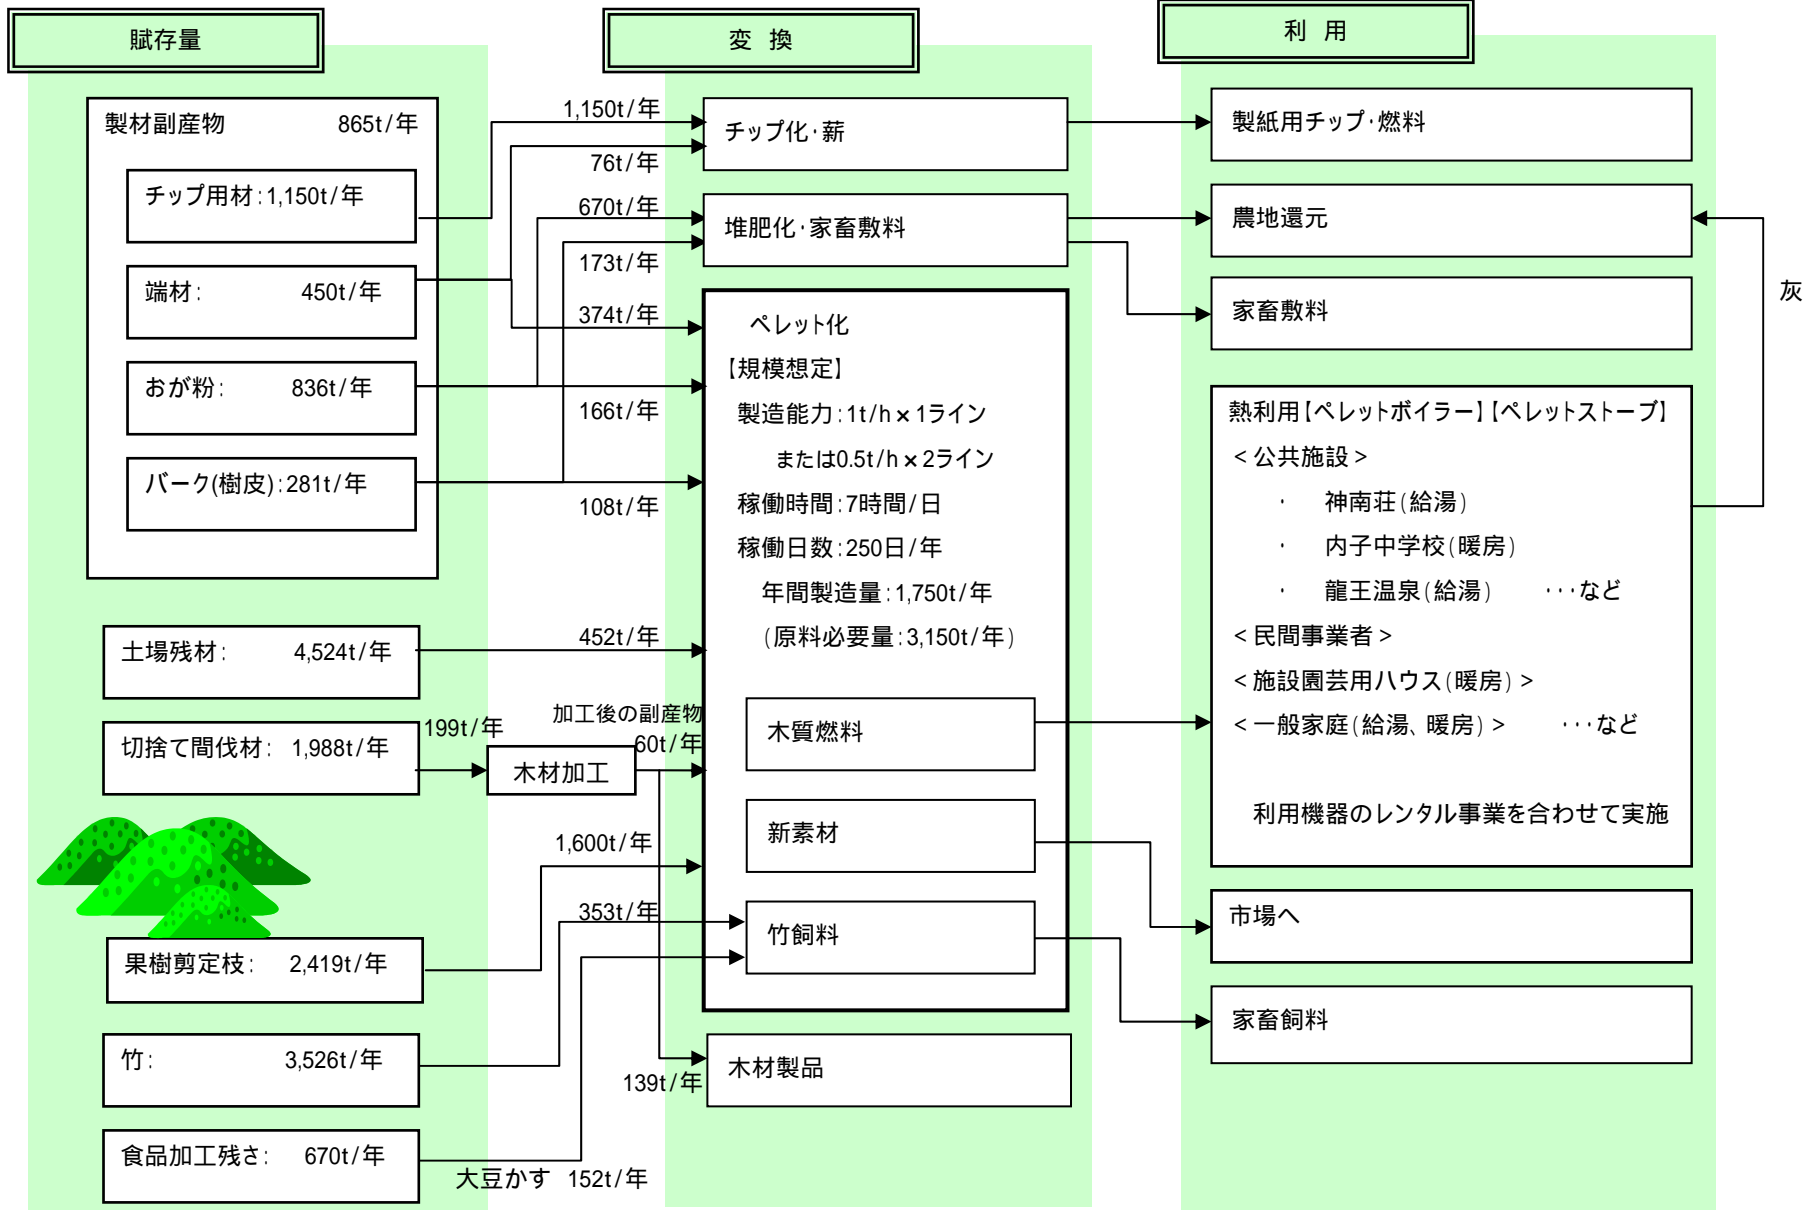 賦存量
変 換
利 用
製材副産物 865t/年
チップ用材:1,150t/年
端材: 450t/年
おが粉: 836t/年
バーク(樹皮):281t/年
土場残材: 4,524t/年
切捨て間伐材: 1,988t/年
果樹剪定枝: 2,419t/年
竹: 3,526t/年
食品加工残さ: 670t/年
1,150t/年
76t/年
670t/年
173t/年
374t/年
166t/年
108t/年
452t/年
199t/年
木材加工
加工後の副産物
60t/年
1,600t/年
353t/年
139t/年
大豆かす 152t/年
チップ化・薪
堆肥化・家畜敷料
ペレット化
【規模想定】
製造能力:1t/h×1ライン
または0.5t/h×2ライン
稼働時間:7時間/日
稼働日数:250日/年
年間製造量:1,750t/年
(原料必要量:3,150t/年)
木質燃料
新素材
竹飼料
木材製品
製紙用チップ・燃料
農地還元
家畜敷料
灰
熱利用【ペレットボイラー】【ペレットストーブ】
<公共施設>
・ 神南荘(給湯)
・ 内子中学校(暖房)
・ 龍王温泉(給湯) ・・・など
<民間事業者>
<施設園芸用ハウス(暖房)>
<一般家庭(給湯、暖房)> ・・・など
利用機器のレンタル事業を合わせて実施
市場へ
家畜飼料